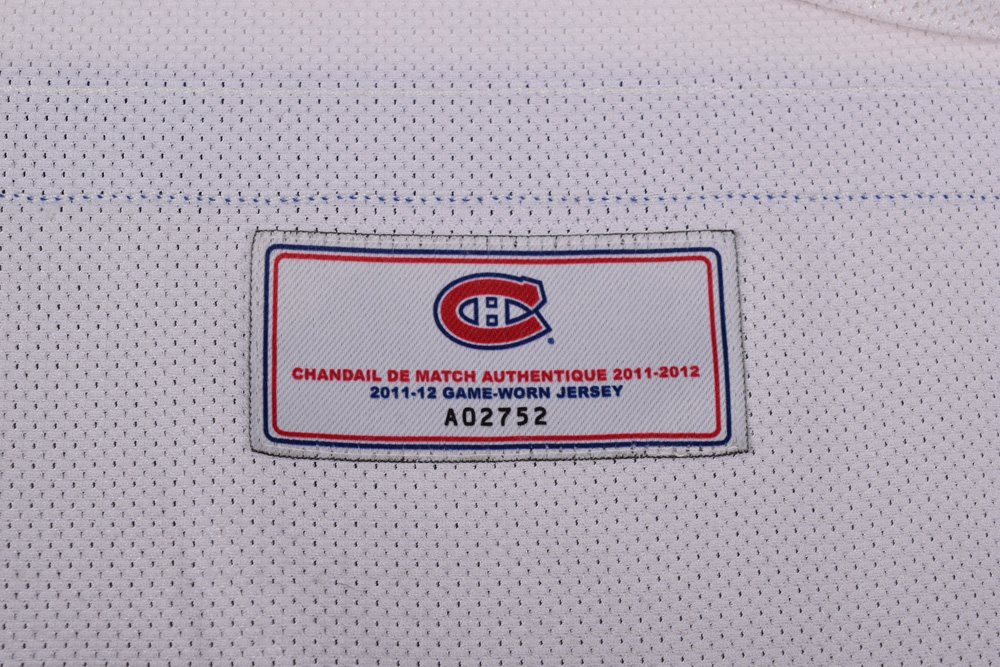 CHANDAIL DE MATCH AUTHENTIQUE 2011-2012
2011-12 GAME-WORN JERSEY
A02752